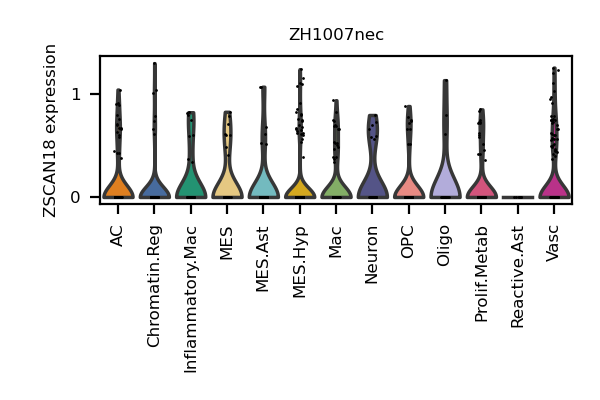 ZH1007nec
ZSCAN18 expression
1
0
AC
Chromatin.Reg
Inflammatory.Mac
MES
MES.Ast
MES.Hyp
Mac
Neuron
OPC
Oligo
Prolif.Metab
Reactive.Ast
Vasc